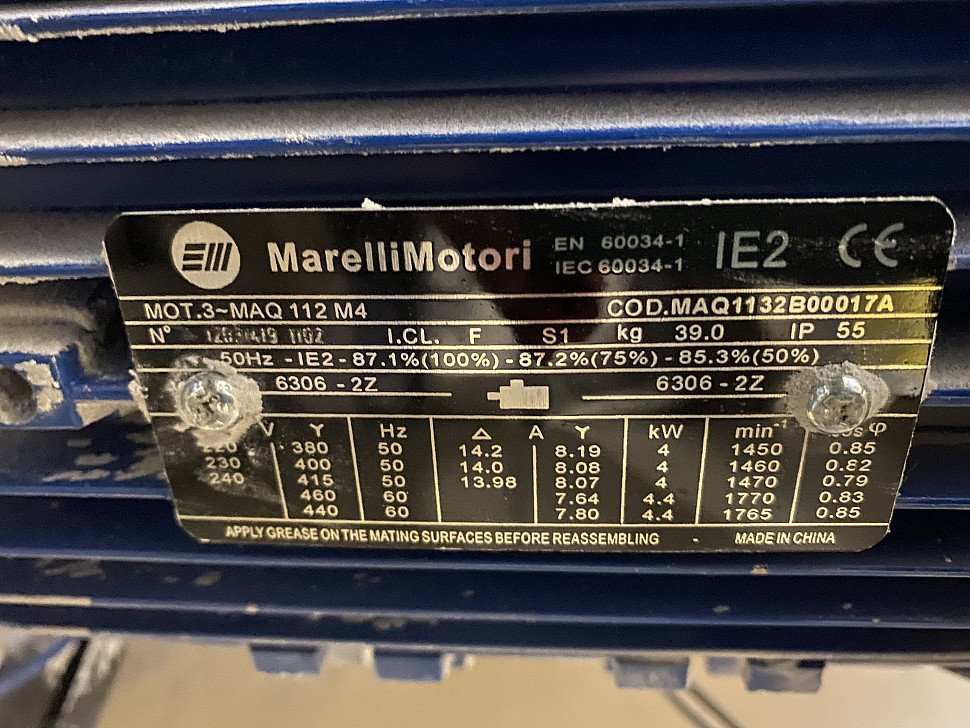 EM MarelliMotori EN 60034-1 IEC 60034-1 IE2 CE
MOT.3~MAQ 112 M4 COD.MAQ1132B00017A
N° I.CL. F S1 kg 39.0 IP 55
50Hz - IE2 - 87.1%(100%) - 87.2%(75%) - 85.3%(50%)
6306 - 2Z 6306 - 2Z
V Y Hz Δ A Y kW min⁻¹ cos φ
220 380 50 14.2 8.19 4 1450 0.85
230 400 50 14.0 8.08 4 1460 0.82
240 415 50 13.98 8.07 4 1470 0.79
460 60 7.64 4.4 1770 0.83
440 60 7.80 4.4 1765 0.85
APPLY GREASE ON THE MATING SURFACES BEFORE REASSEMBLING - MADE IN CHINA